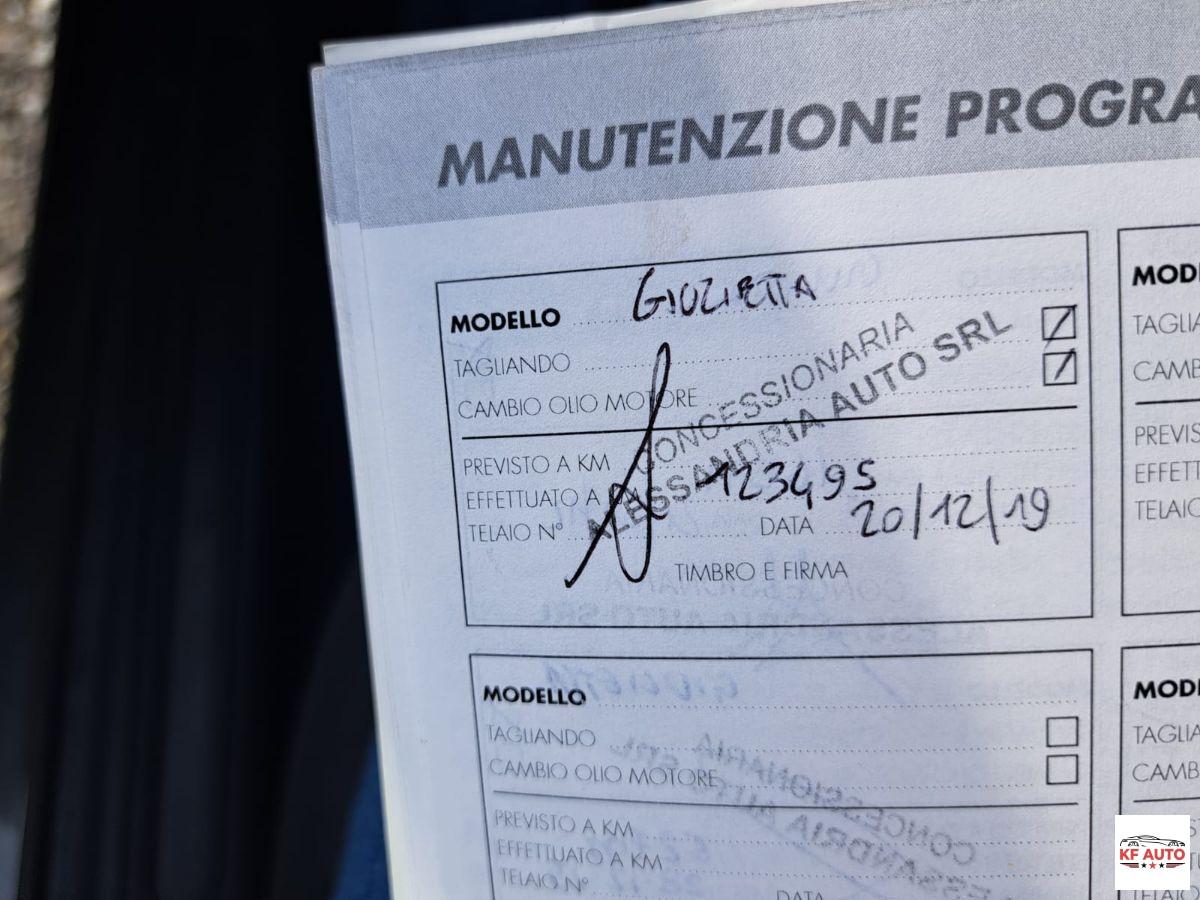 MANUTENZIONE PROGRA
MODELLO GIULIETTA
TAGLIANDO
CAMBIO OLIO MOTORE
CONCESSIONARIA
ALESSANDRIA AUTO SRL
PREVISTO A KM
EFFETTUATO A KM 123495
TELAIO N° DATA 20/12/19
TIMBRO E FIRMA
MODELLO
TAGLIANDO
CAMBIO OLIO MOTORE
PREVISTO A KM
EFFETTUATO A KM
TELAIO N° DATA
MODE
TAGLIA
CAMB
PREVIS
EFFETT
TELAIO
MODE
TAGLIA
CAMB
KF AUTO